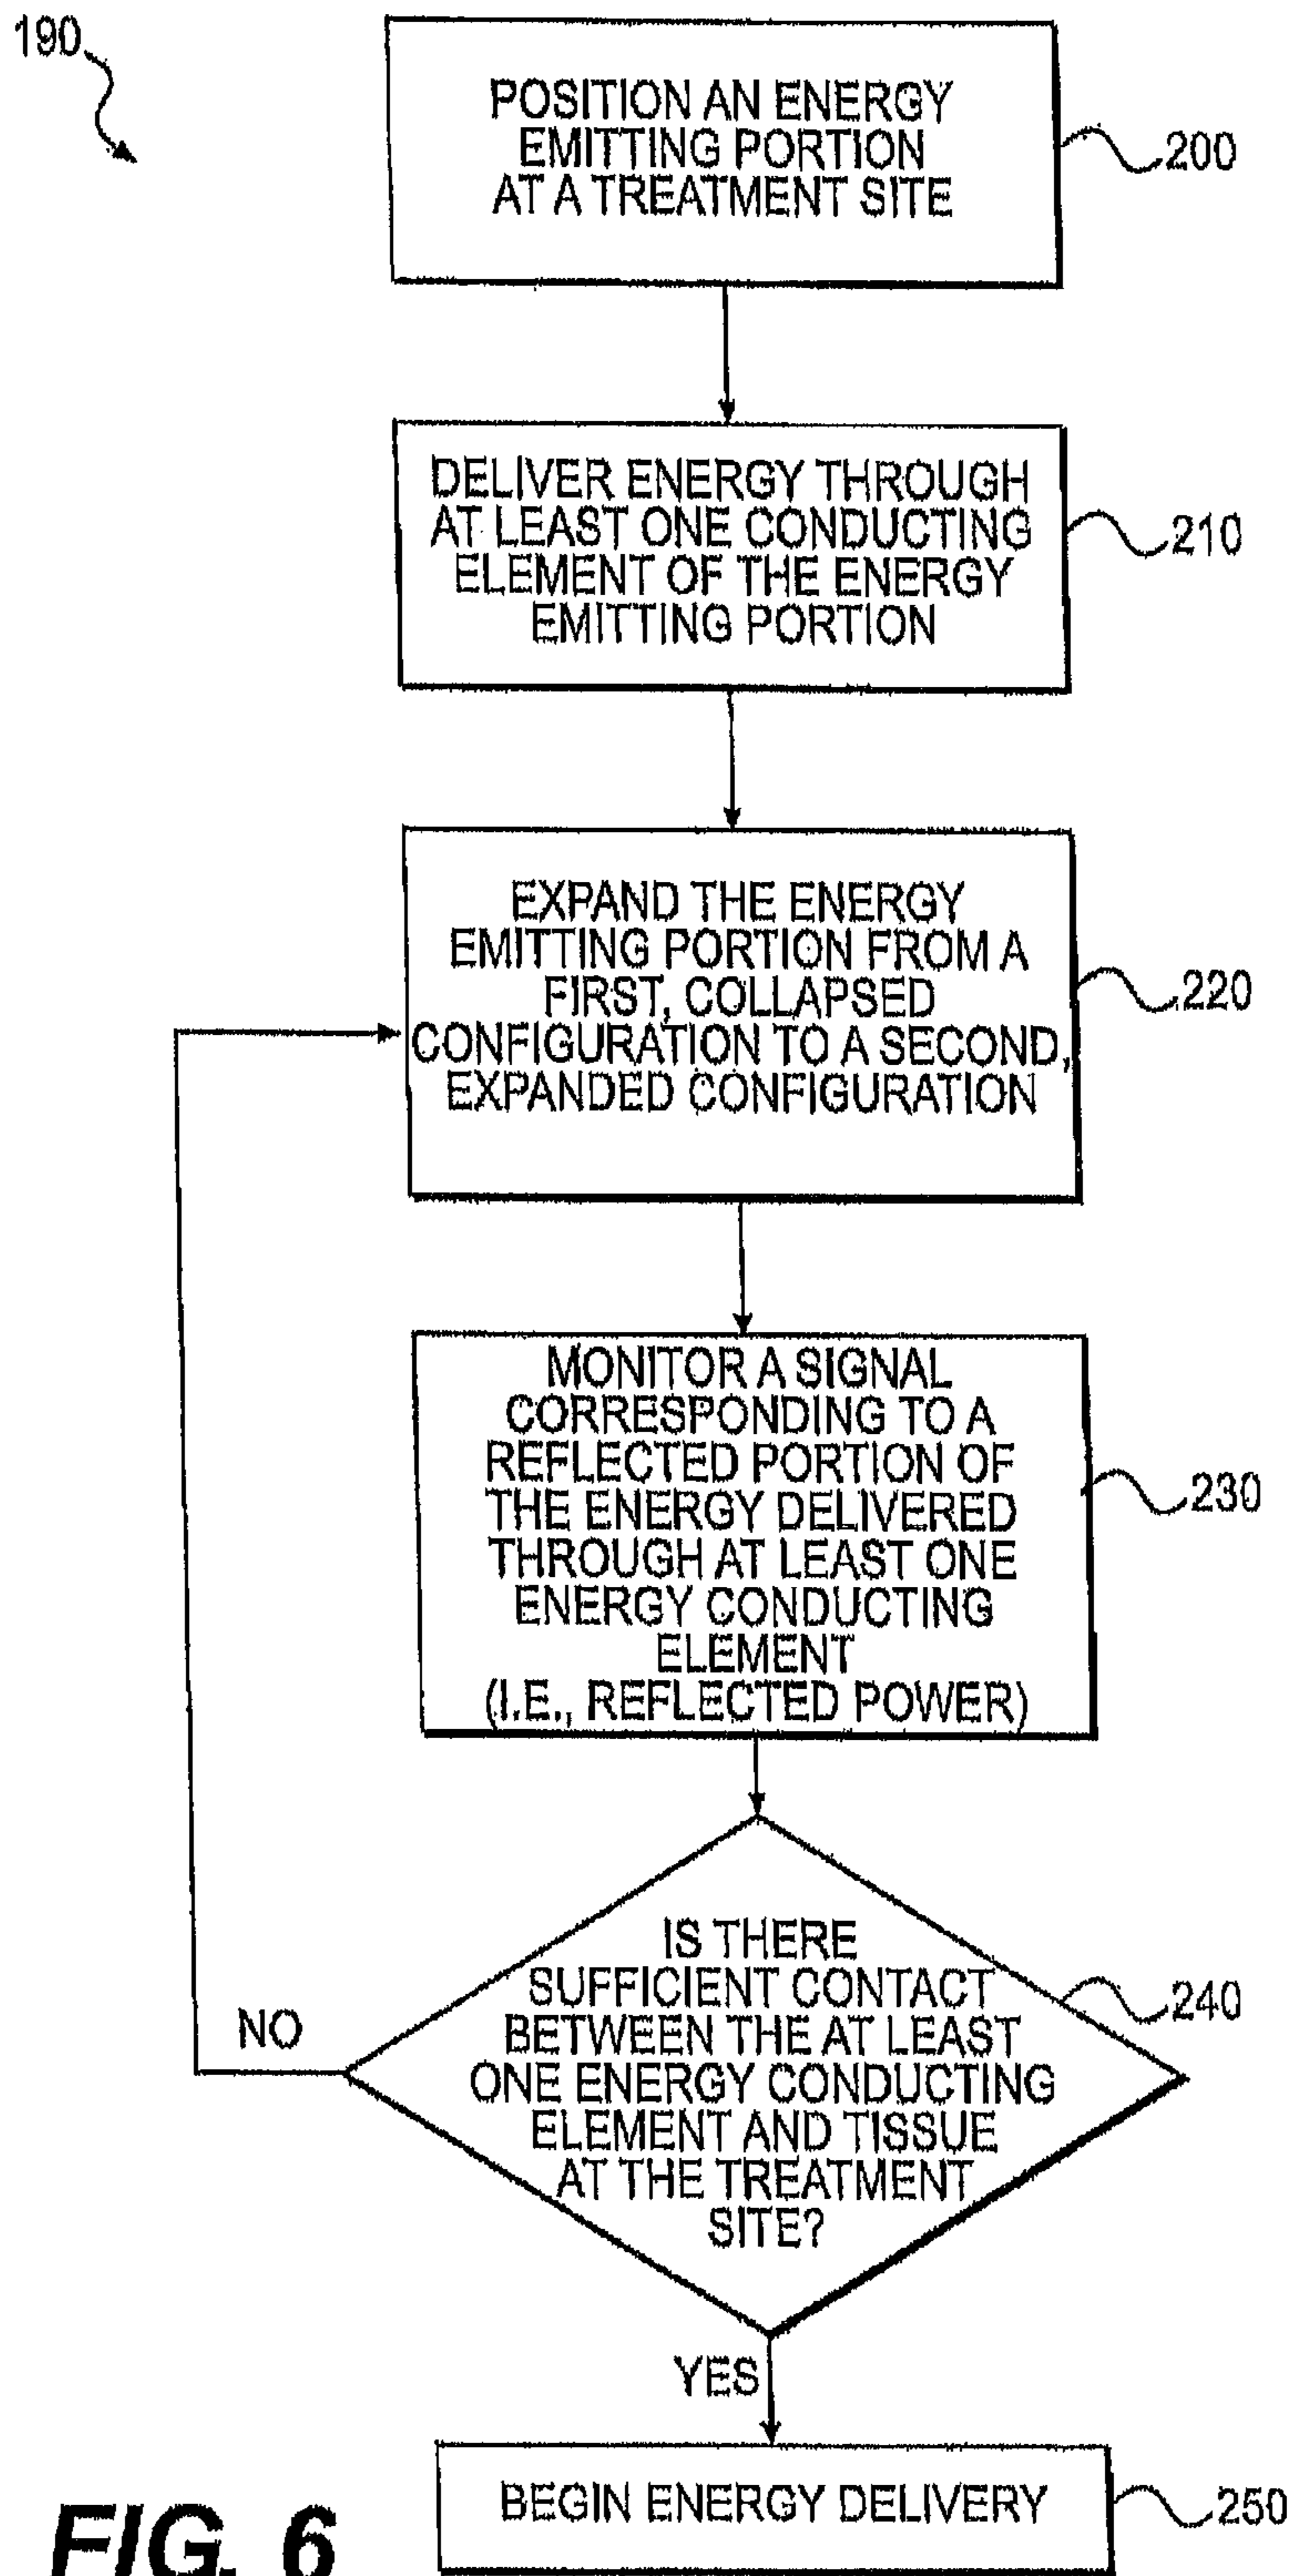 190
POSITION AN ENERGY
EMITTING PORTION
AT A TREATMENT SITE
200
DELIVER ENERGY THROUGH
AT LEAST ONE CONDUCTING
ELEMENT OF THE ENERGY
EMITTING PORTION
210
EXPAND THE ENERGY
EMITTING PORTION FROM A
FIRST, COLLAPSED
CONFIGURATION TO A SECOND,
EXPANDED CONFIGURATION
220
MONITOR A SIGNAL
CORRESPONDING TO A
REFLECTED PORTION OF
THE ENERGY DELIVERED
THROUGH AT LEAST ONE
ENERGY CONDUCTING
ELEMENT
(I.E., REFLECTED POWER)
230
IS THERE
SUFFICIENT CONTACT
BETWEEN THE AT LEAST
ONE ENERGY CONDUCTING
ELEMENT AND TISSUE
AT THE TREATMENT
SITE?
240
NO
YES
BEGIN ENERGY DELIVERY
250
FIG. 6